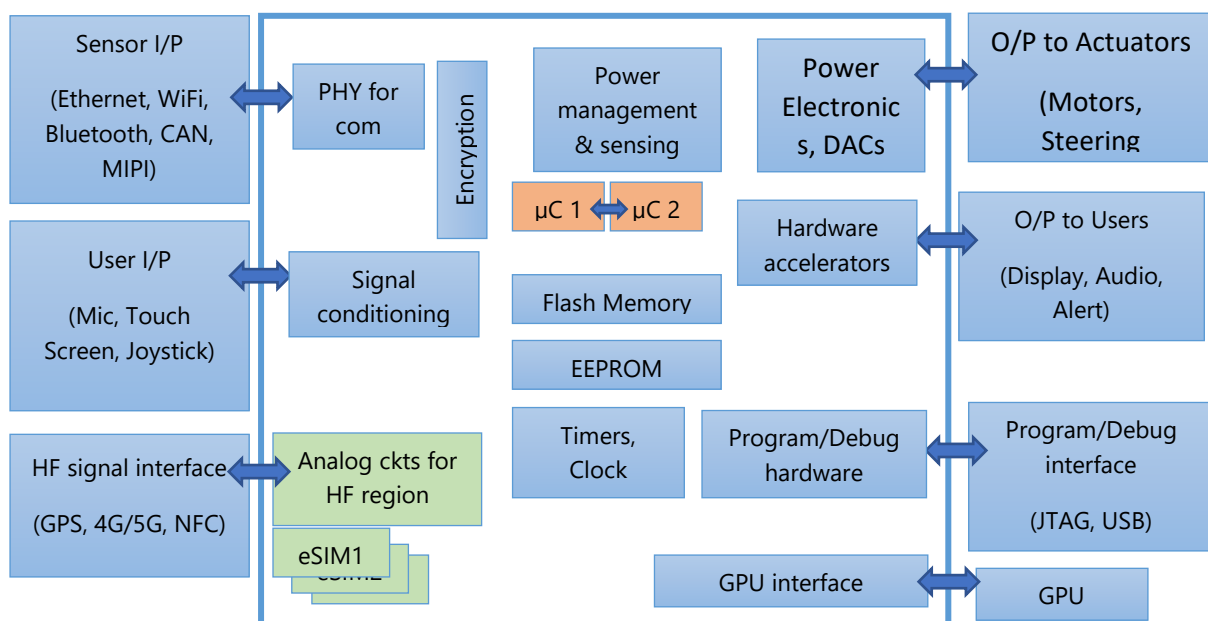 Sensor I/P
(Ethernet, WiFi,
Bluetooth, CAN,
MIPI)
PHY for
com
Encryption
Power
management
& sensing
Power
Electronic
s, DACs
O/P to Actuators
(Motors,
Steering
µC 1
µC 2
User I/P
(Mic, Touch
Screen, Joystick)
Signal
conditioning
Flash Memory
EEPROM
Hardware
accelerators
O/P to Users
(Display, Audio,
Alert)
HF signal interface
(GPS, 4G/5G, NFC)
Analog ckts for
HF region
eSIM1
eSIM2
Timers,
Clock
Program/Debug
hardware
Program/Debug
interface
(JTAG, USB)
GPU interface
GPU